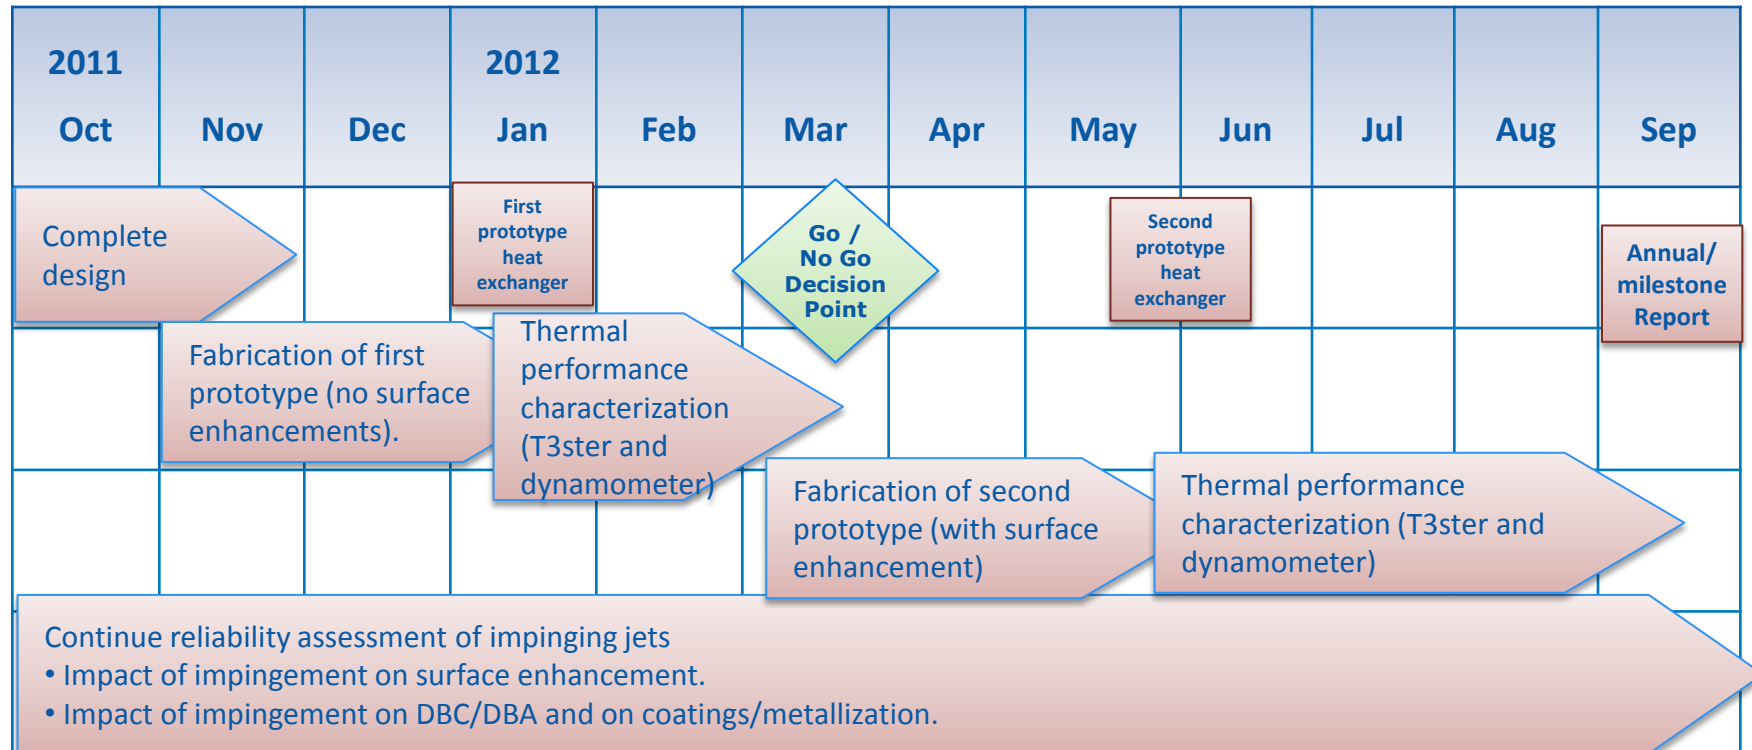 2011
2012
Oct
Nov
Dec
Jan
Feb
Mar
Apr
May
Jun
Jul
Aug
Sep
Complete
design
First
prototype
heat
exchanger
Go /
No Go
Decision
Point
Second
prototype
heat
exchanger
Annual/
milestone
Report
Fabrication of first
prototype (no surface
enhancements).
Thermal
performance
characterization
(T3ster and
dynamometer)
Fabrication of second
prototype (with surface
enhancement)
Thermal performance
characterization (T3ster and
dynamometer)
Continue reliability assessment of impinging jets
• Impact of impingement on surface enhancement.
• Impact of impingement on DBC/DBA and on coatings/metallization.